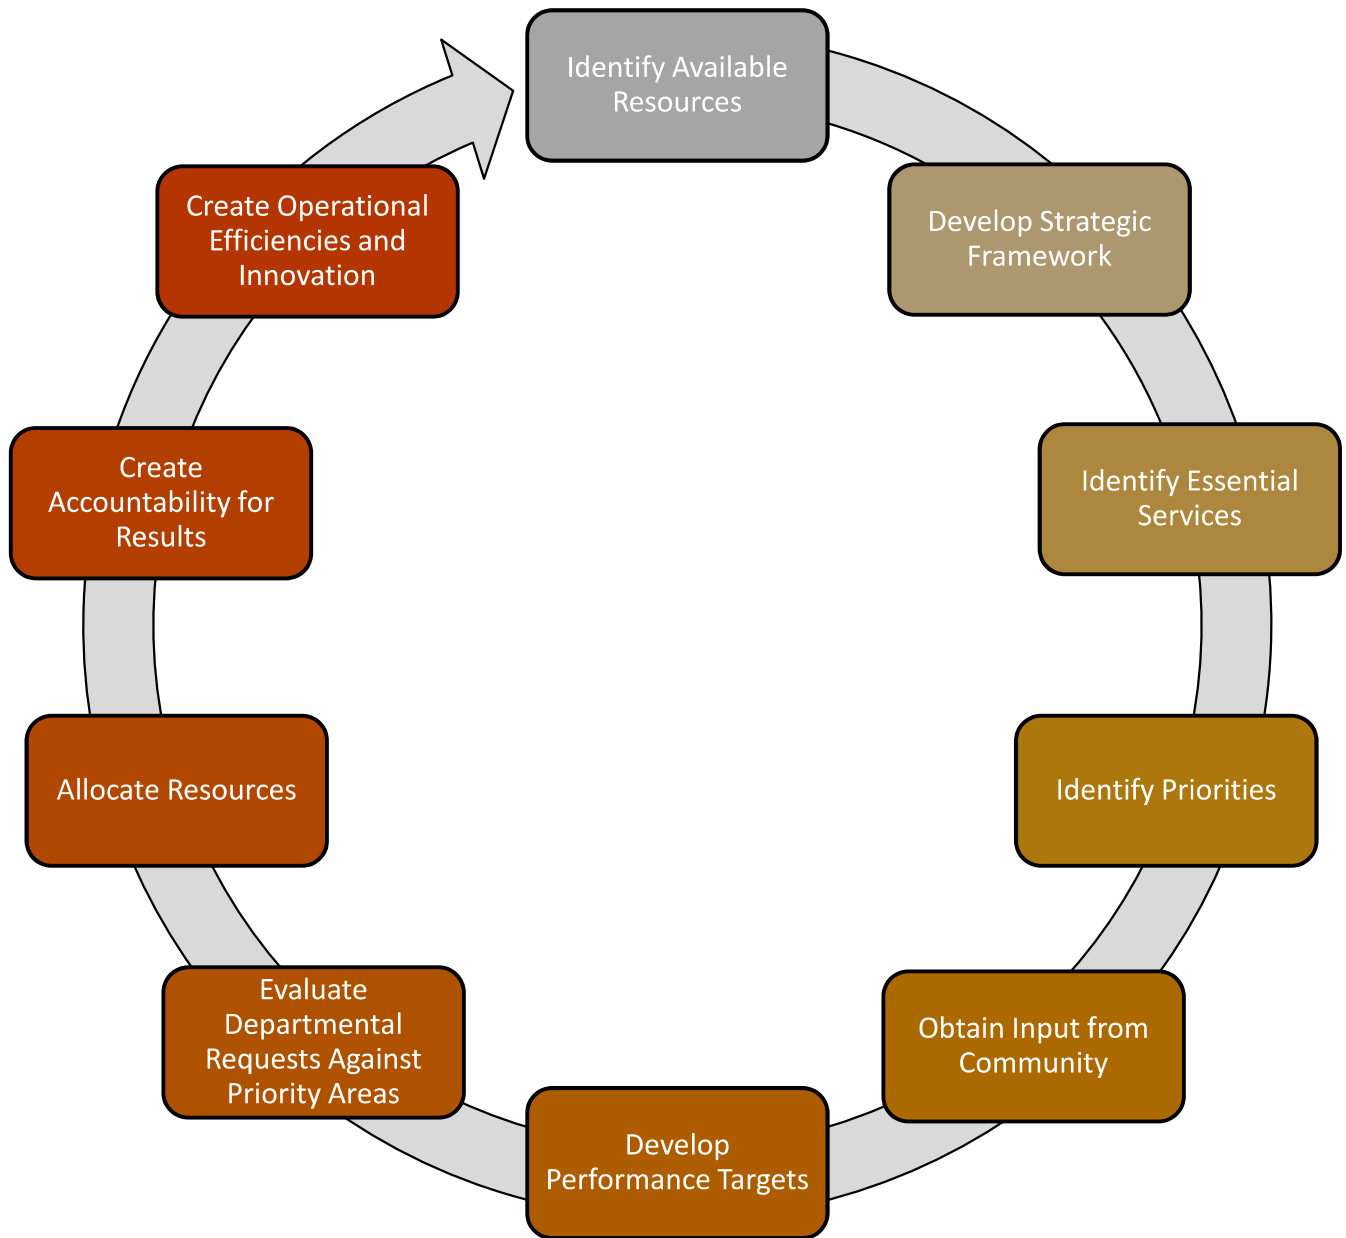 Identify Available
Resources
Develop Strategic
Framework
Identify Essential
Services
Identify Priorities
Obtain Input from
Community
Develop
Performance Targets
Evaluate
Departmental
Requests Against
Priority Areas
Allocate Resources
Create
Accountability for
Results
Create Operational
Efficiencies and
Innovation